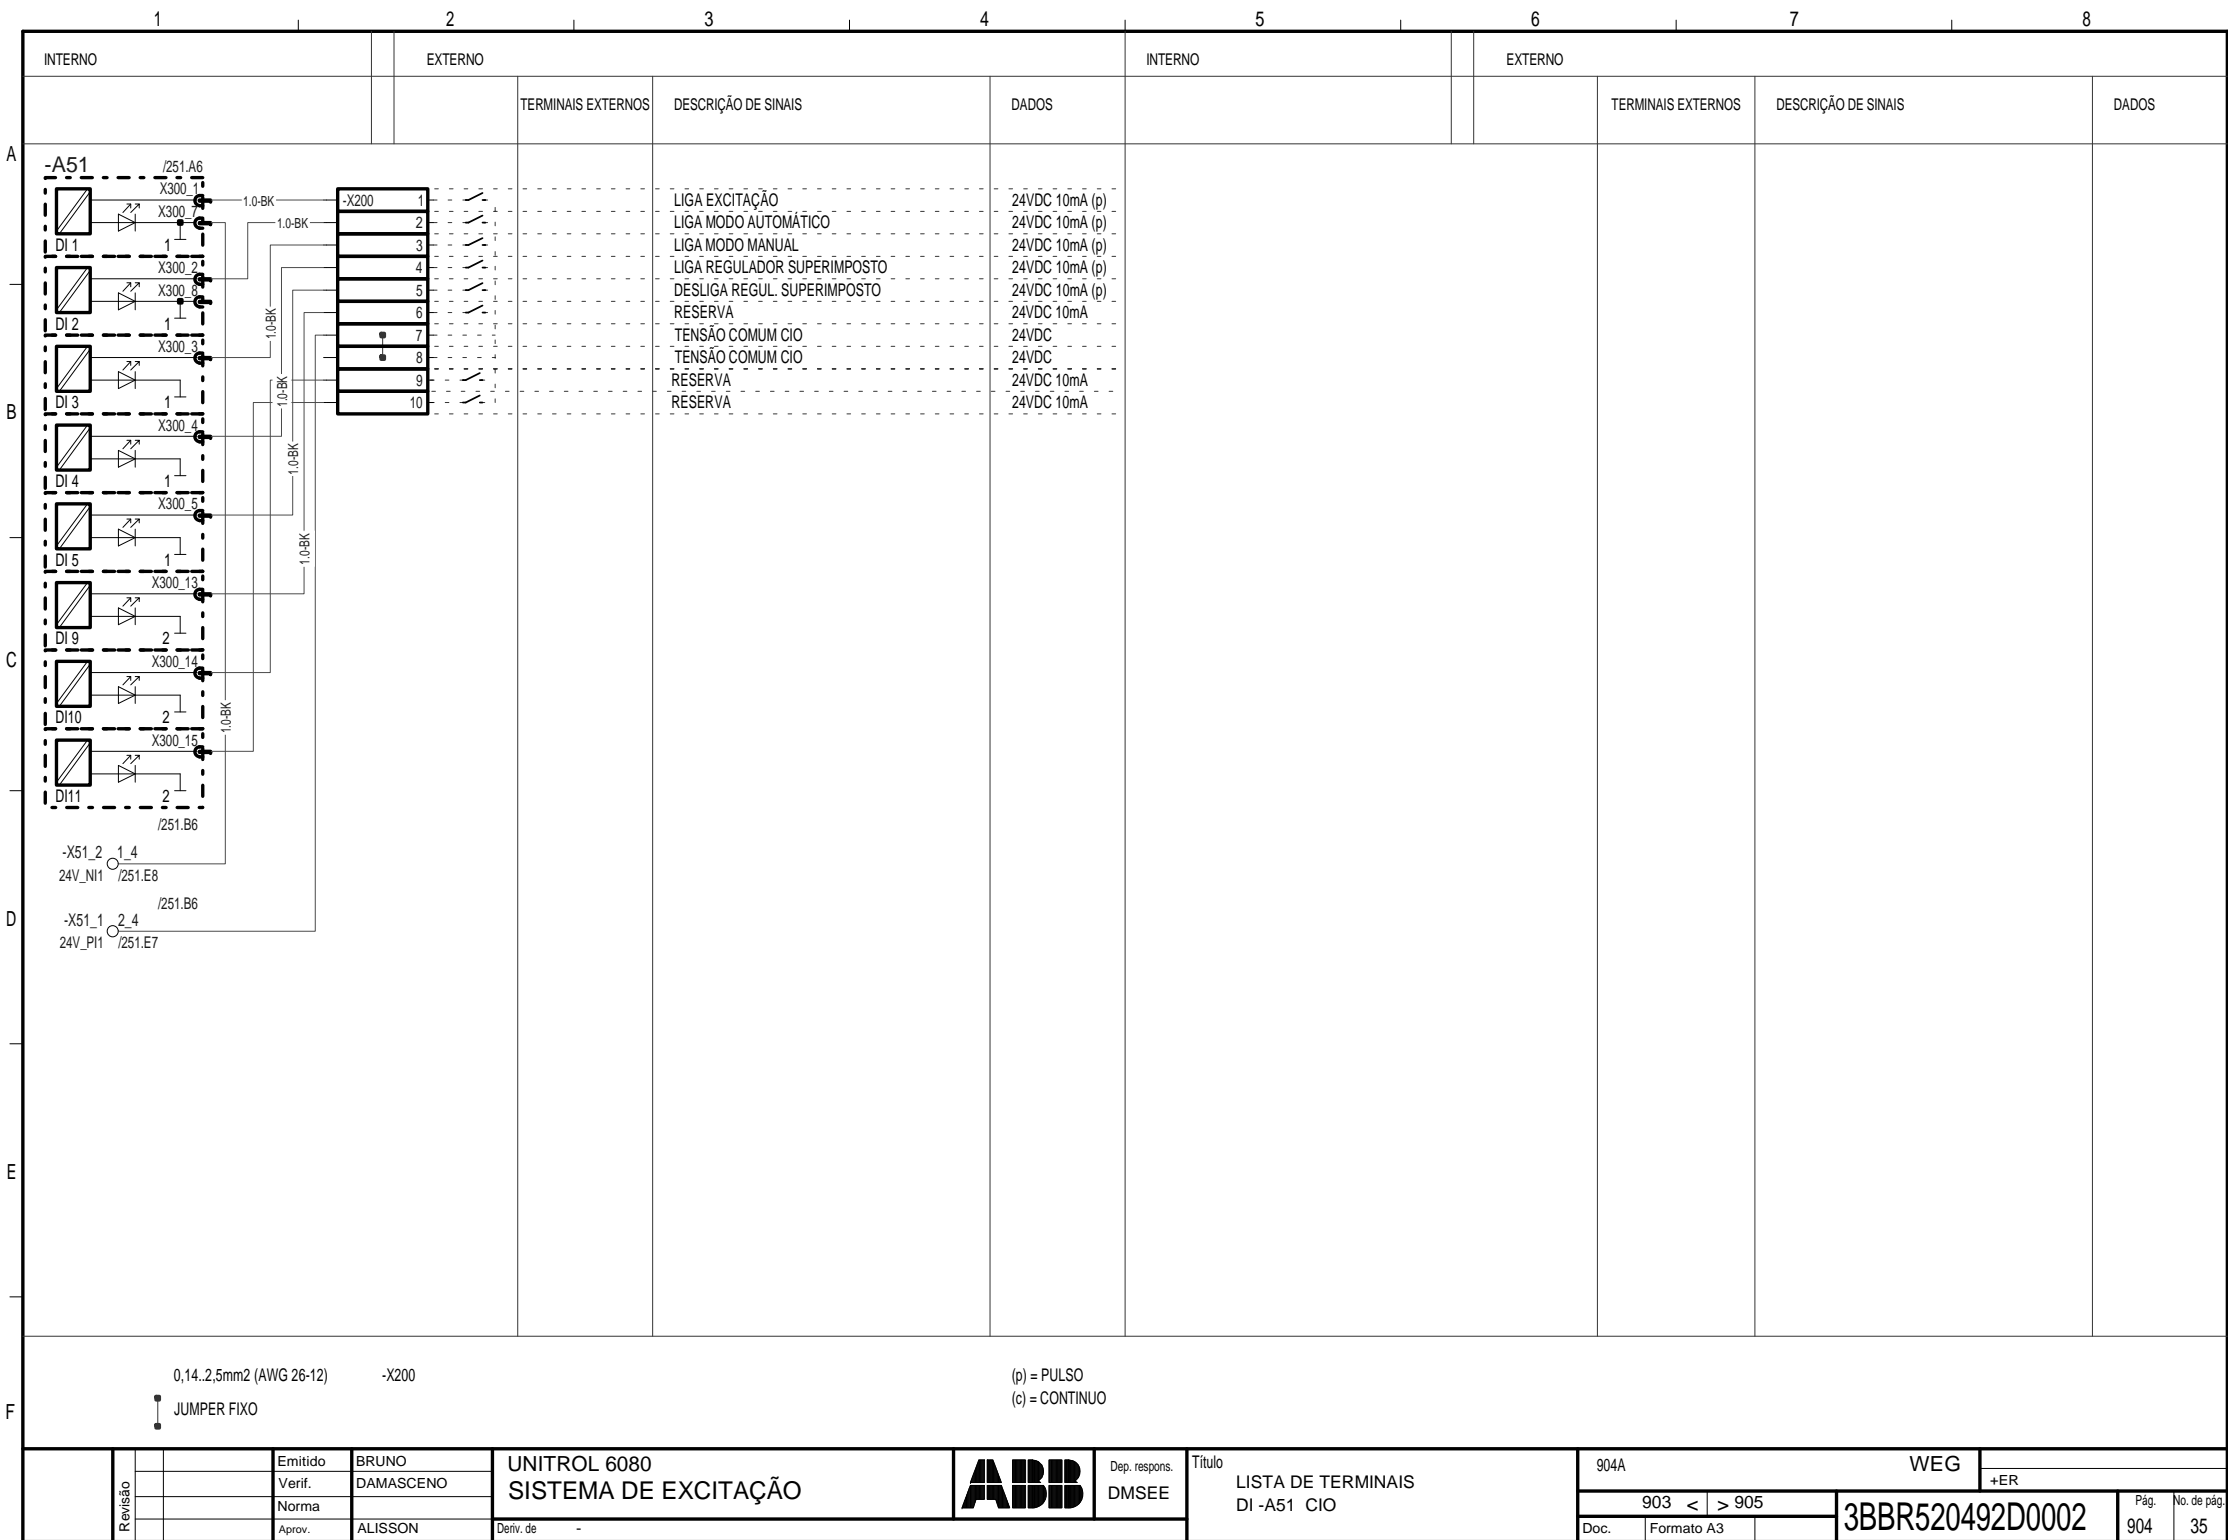 1 2 3 4 5 6 7 8
INTERNO EXTERNO INTERNO EXTERNO
TERMINAIS EXTERNOS DESCRIÇÃO DE SINAIS DADOS TERMINAIS EXTERNOS DESCRIÇÃO DE SINAIS DADOS
A
-A51 /251.A6
X300_1 1.0-BK -X200 1 LIGA EXCITAÇÃO 24VDC 10mA (p)
X300_7 1.0-BK 2 LIGA MODO AUTOMÁTICO 24VDC 10mA (p)
DI 1 1 3 LIGA MODO MANUAL 24VDC 10mA (p)
X300_2 4 LIGA REGULADOR SUPERIMPOSTO 24VDC 10mA (p)
X300_8 5 DESLIGA REGUL. SUPERIMPOSTO 24VDC 10mA (p)
6 RESERVA 24VDC 10mA
DI 2 1 1.0-BK 7 TENSÃO COMUM CIO 24VDC
X300_3 8 TENSÃO COMUM CIO 24VDC
9 RESERVA 24VDC 10mA
DI 3 1 1.0-BK 10 RESERVA 24VDC 10mA
B
X300_4
1.0-BK
DI 4 1
X300_5
1.0-BK
DI 5 1
X300_13
DI 9 2
C
X300_14
DI10 2
1.0-BK
X300_15
DI11 2
/251.B6
-X51_2 1_4
24V_NI1 /251.E8
/251.B6
D
-X51_1 2_4
24V_PI1 /251.E7
E
0,14..2,5mm2 (AWG 26-12) -X200 (p) = PULSO
JUMPER FIXO (c) = CONTINUO
F
Revisão
Emitido BRUNO
Verif. DAMASCENO
Norma
Aprov. ALISSON
UNITROL 6080
SISTEMA DE EXCITAÇÃO
Deriv. de -
ABB
Dep. respons.
DMSEE
Título
LISTA DE TERMINAIS
DI -A51 CIO
904A WEG
+ER
903 < > 905
Doc. Formato A3
3BBR520492D0002
Pág. No. de pág.
904 35